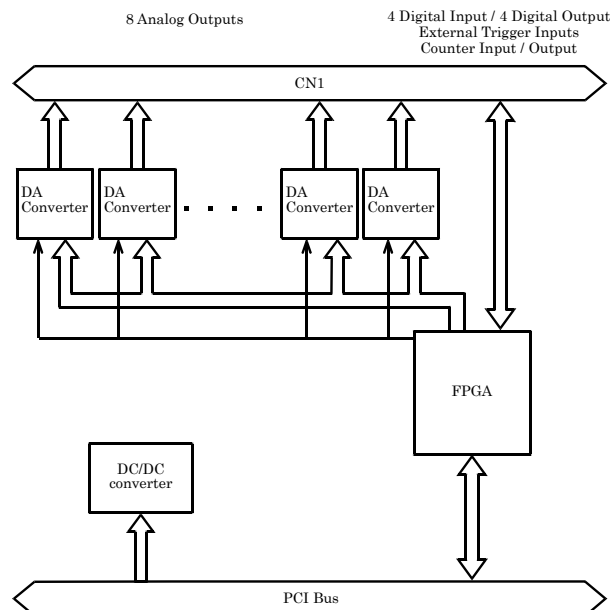 8 Analog Outputs
4 Digital Input / 4 Digital Output
External Trigger Inputs
Counter Input / Output
CN1
DA
Converter
DA
Converter
DA
Converter
DA
Converter
FPGA
DC/DC
converter
PCI Bus